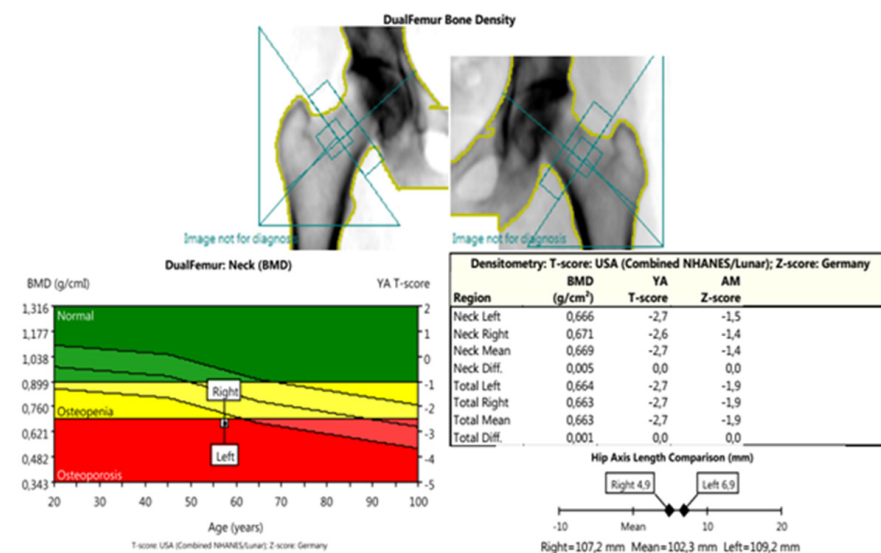 DualFemur Bone Density
Image not for diagnosis
Image not for diagnosis
DualFemur: Neck (BMD)
BMD (g/cml) YA T-score
1,316 2
Normal
1,177 1
1,038 0
0,899 -1
Right
0,760 -2
Osteopenia
0,621 -3
Left
0,482 -4
Osteoporosis
0,343 -5
20 30 40 45 50 55 60 65 70 75 80 85 90 95 100
Age (years)
T-score: USA (Combined NHANES/Lunar); Z-score: Germany
Densitometry: T-score: USA (Combined NHANES/Lunar); Z-score: Germany
BMD YA AM
Region (g/cm²) T-score Z-score
Neck Left 0,666 -2,7 -1,5
Neck Right 0,671 -2,6 -1,4
Neck Mean 0,669 -2,7 -1,4
Neck Diff. 0,005 0,0 0,0
Total Left 0,664 -2,7 -1,9
Total Right 0,663 -2,7 -1,9
Total Mean 0,663 -2,7 -1,9
Total Diff. 0,001 0,0 0,0
Hip Axis Length Comparison (mm)
Right 4,9 Left 6,9
-10 Mean 10 20
Right=107,2 mm Mean=102,3 mm Left=109,2 mm